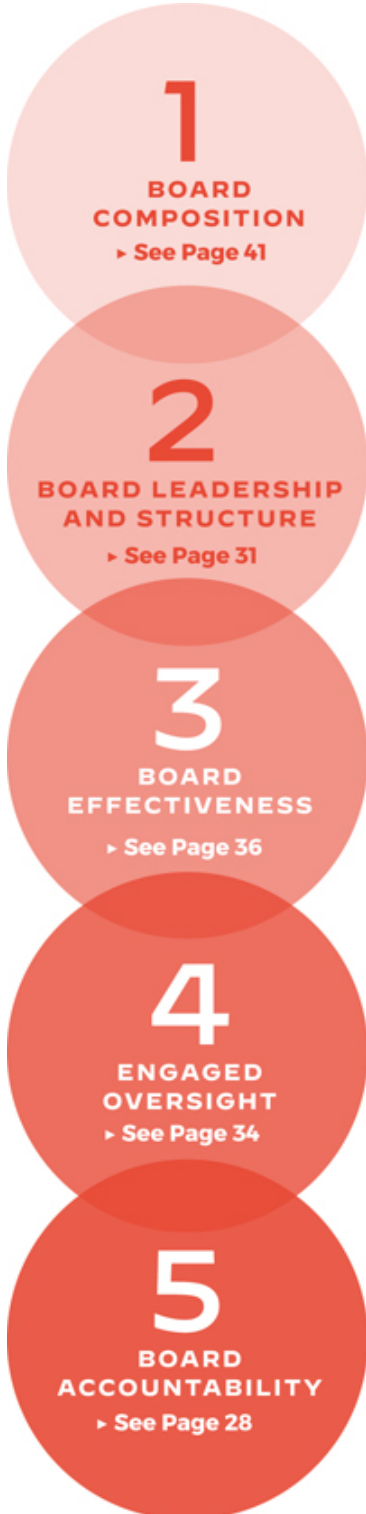 1
BOARD
COMPOSITION
▸ See Page 41
2
BOARD LEADERSHIP
AND STRUCTURE
▸ See Page 31
3
BOARD
EFFECTIVENESS
▸ See Page 36
4
ENGAGED
OVERSIGHT
▸ See Page 34
5
BOARD
ACCOUNTABILITY
▸ See Page 28